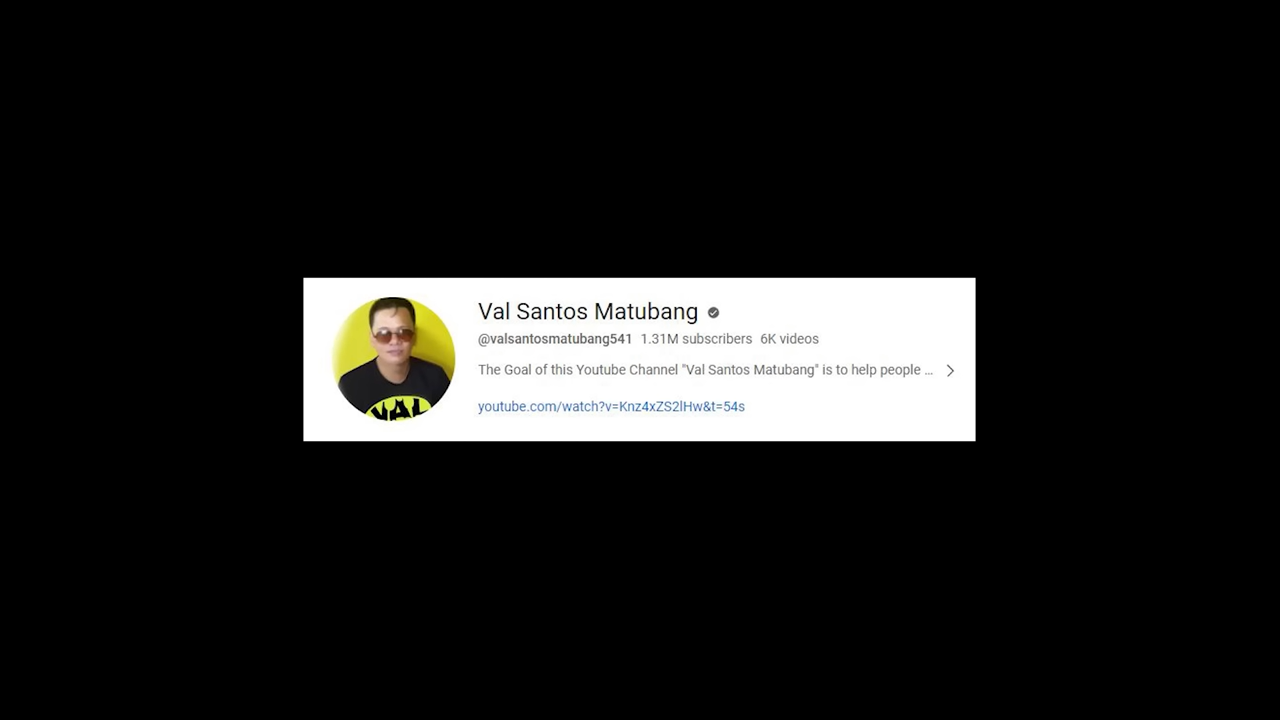 Val Santos Matubang
@valsantosmatubang541 1.31M subscribers 6K videos
The Goal of this Youtube Channel "Val Santos Matubang" is to help people ...
youtube.com/watch?v=Knz4xZS2lHw&t=54s
VAL